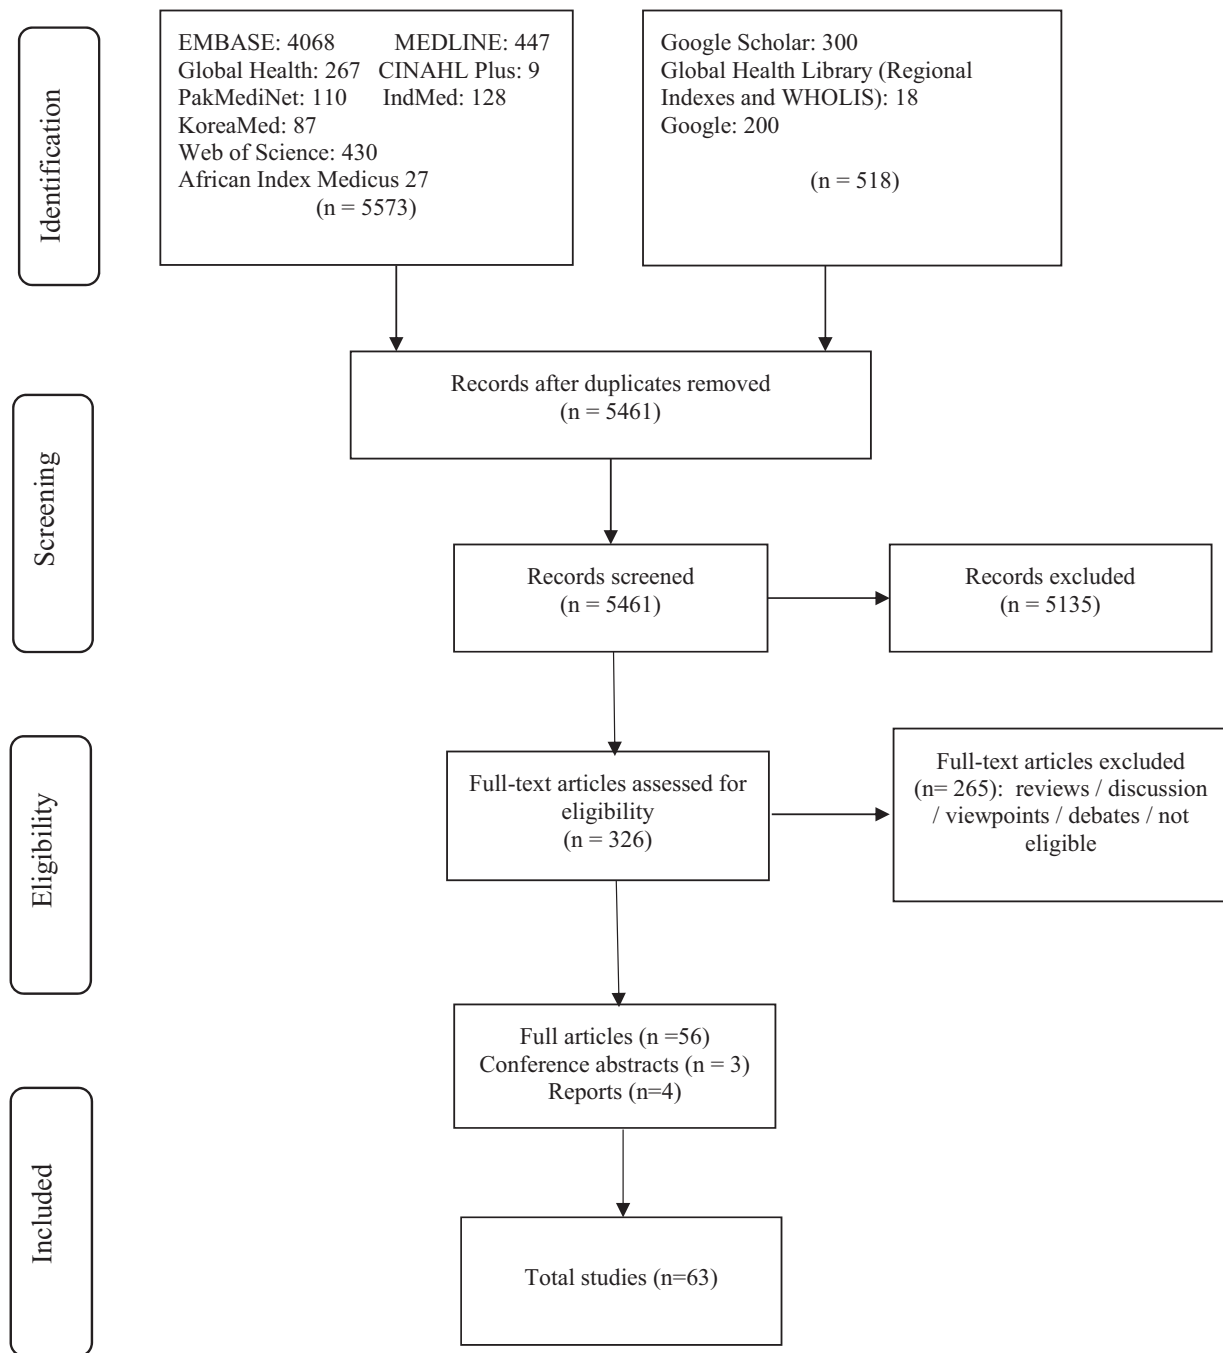 Identification
EMBASE: 4068 MEDLINE: 447
Global Health: 267 CINAHL Plus: 9
PakMediNet: 110 IndMed: 128
KoreaMed: 87
Web of Science: 430
African Index Medicus 27
(n = 5573)
Google Scholar: 300
Global Health Library (Regional
Indexes and WHOLIS): 18
Google: 200
(n = 518)
Records after duplicates removed
(n = 5461)
Screening
Records screened
(n = 5461)
Records excluded
(n = 5135)
Eligibility
Full-text articles assessed for
eligibility
(n = 326)
Full-text articles excluded
(n= 265): reviews / discussion
/ viewpoints / debates / not
eligible
Full articles (n =56)
Conference abstracts (n = 3)
Reports (n=4)
Included
Total studies (n=63)